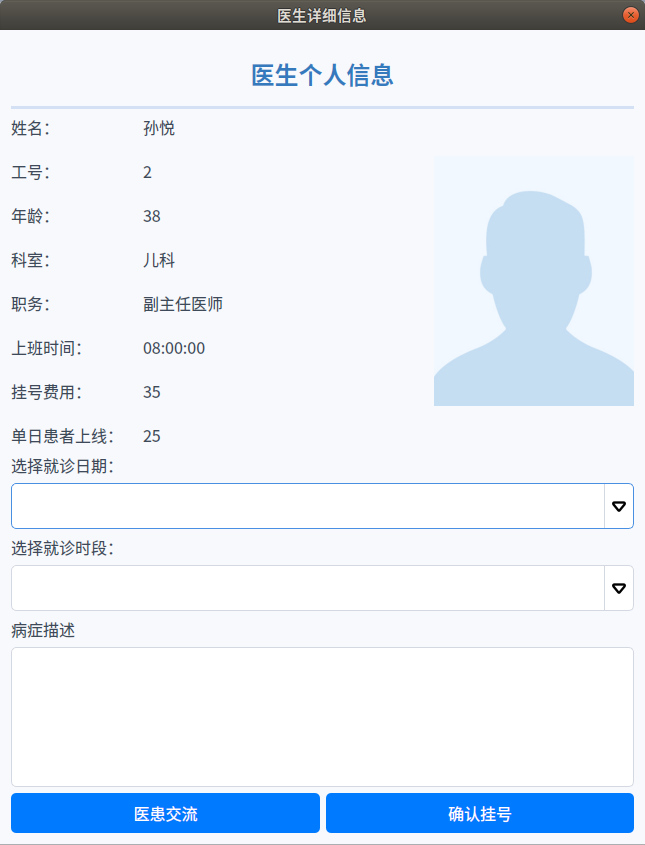 医生详细信息
医生个人信息
姓名： 孙悦
工号： 2
年龄： 38
科室： 儿科
职务： 副主任医师
上班时间： 08:00:00
挂号费用： 35
单日患者上线： 25
选择就诊日期：
选择就诊时段：
病症描述
医患交流 确认挂号